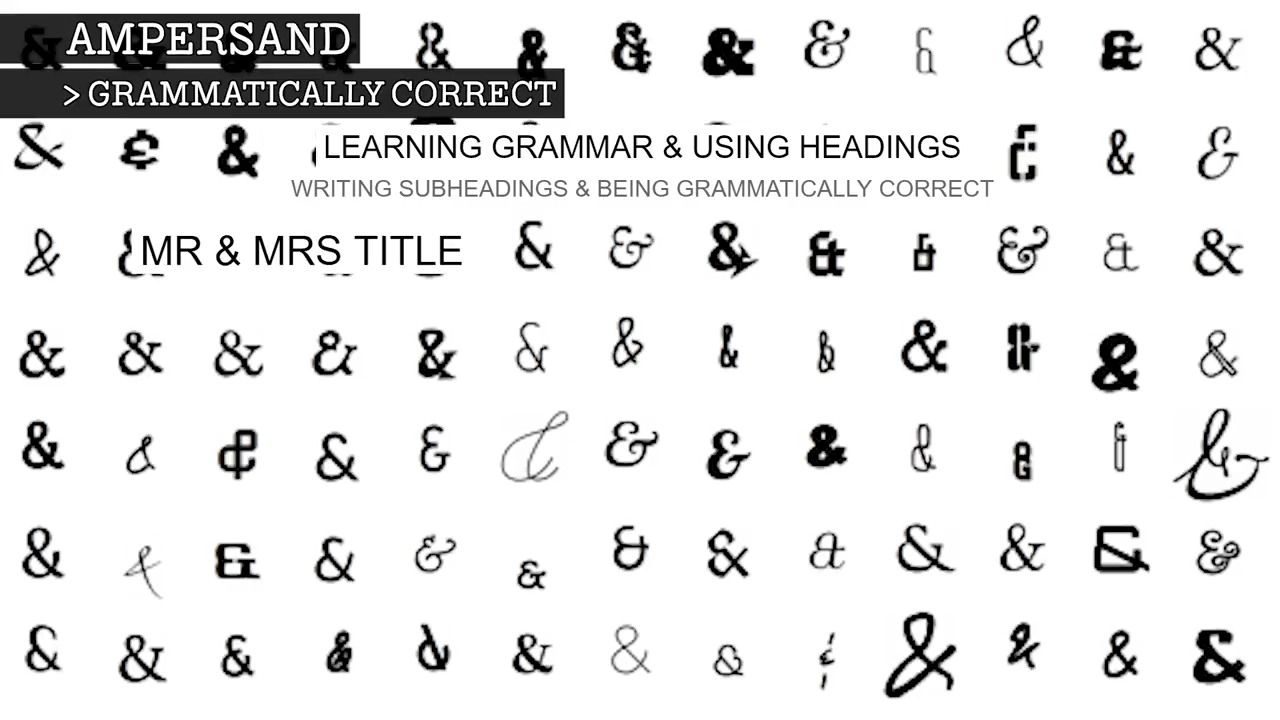 AMPERSAND
> GRAMMATICALLY CORRECT
& & & & & & & & &
LEARNING GRAMMAR & USING HEADINGS
& & & & & &
WRITING SUBHEADINGS & BEING GRAMMATICALLY CORRECT
MR & MRS TITLE
& & & & & & & & &
& & & & & & & & & & & & &
& & & & & & & & & & & & &
& & & & & & & & & & & & &
& & & & & & & & & & & & &